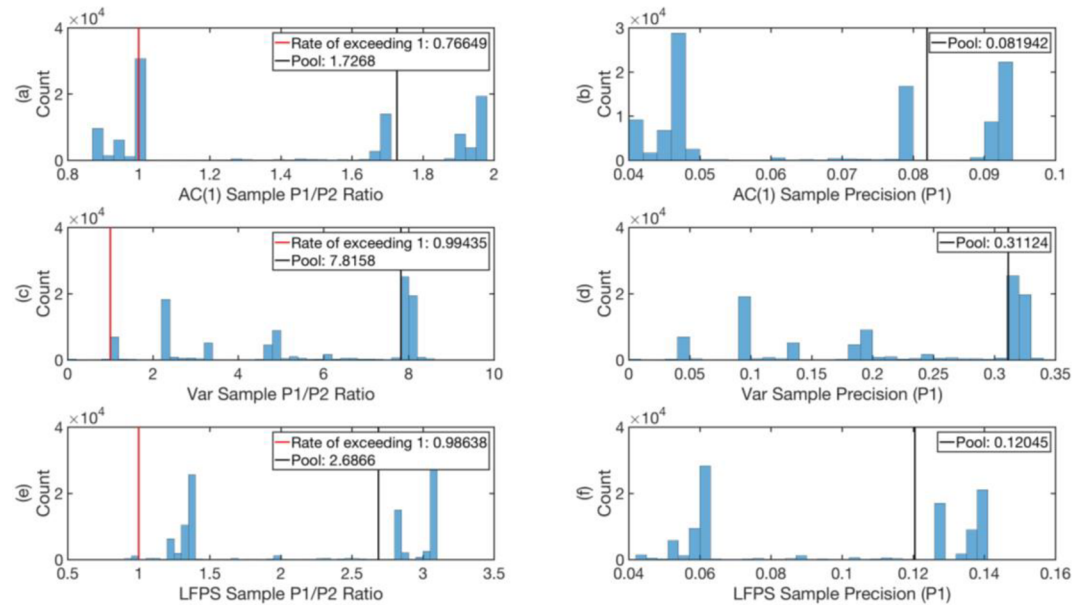 ×10⁴
(a)
Count
4
2
0
0.8 1 1.2 1.4 1.6 1.8 2
AC(1) Sample P1/P2 Ratio
Rate of exceeding 1: 0.76649
Pool: 1.7268
×10⁴
(b)
Count
3
2
1
0
0.04 0.05 0.06 0.07 0.08 0.09 0.1
AC(1) Sample Precision (P1)
Pool: 0.081942
×10⁴
(c)
Count
4
2
0
0 2 4 6 8 10
Var Sample P1/P2 Ratio
Rate of exceeding 1: 0.99435
Pool: 7.8158
×10⁴
(d)
Count
4
2
0
0 0.05 0.1 0.15 0.2 0.25 0.3 0.35
Var Sample Precision (P1)
Pool: 0.31124
×10⁴
(e)
Count
4
2
0
0.5 1 1.5 2 2.5 3 3.5
LFPS Sample P1/P2 Ratio
Rate of exceeding 1: 0.98638
Pool: 2.6866
×10⁴
(f)
Count
4
2
0
0.04 0.06 0.08 0.1 0.12 0.14 0.16
LFPS Sample Precision (P1)
Pool: 0.12045